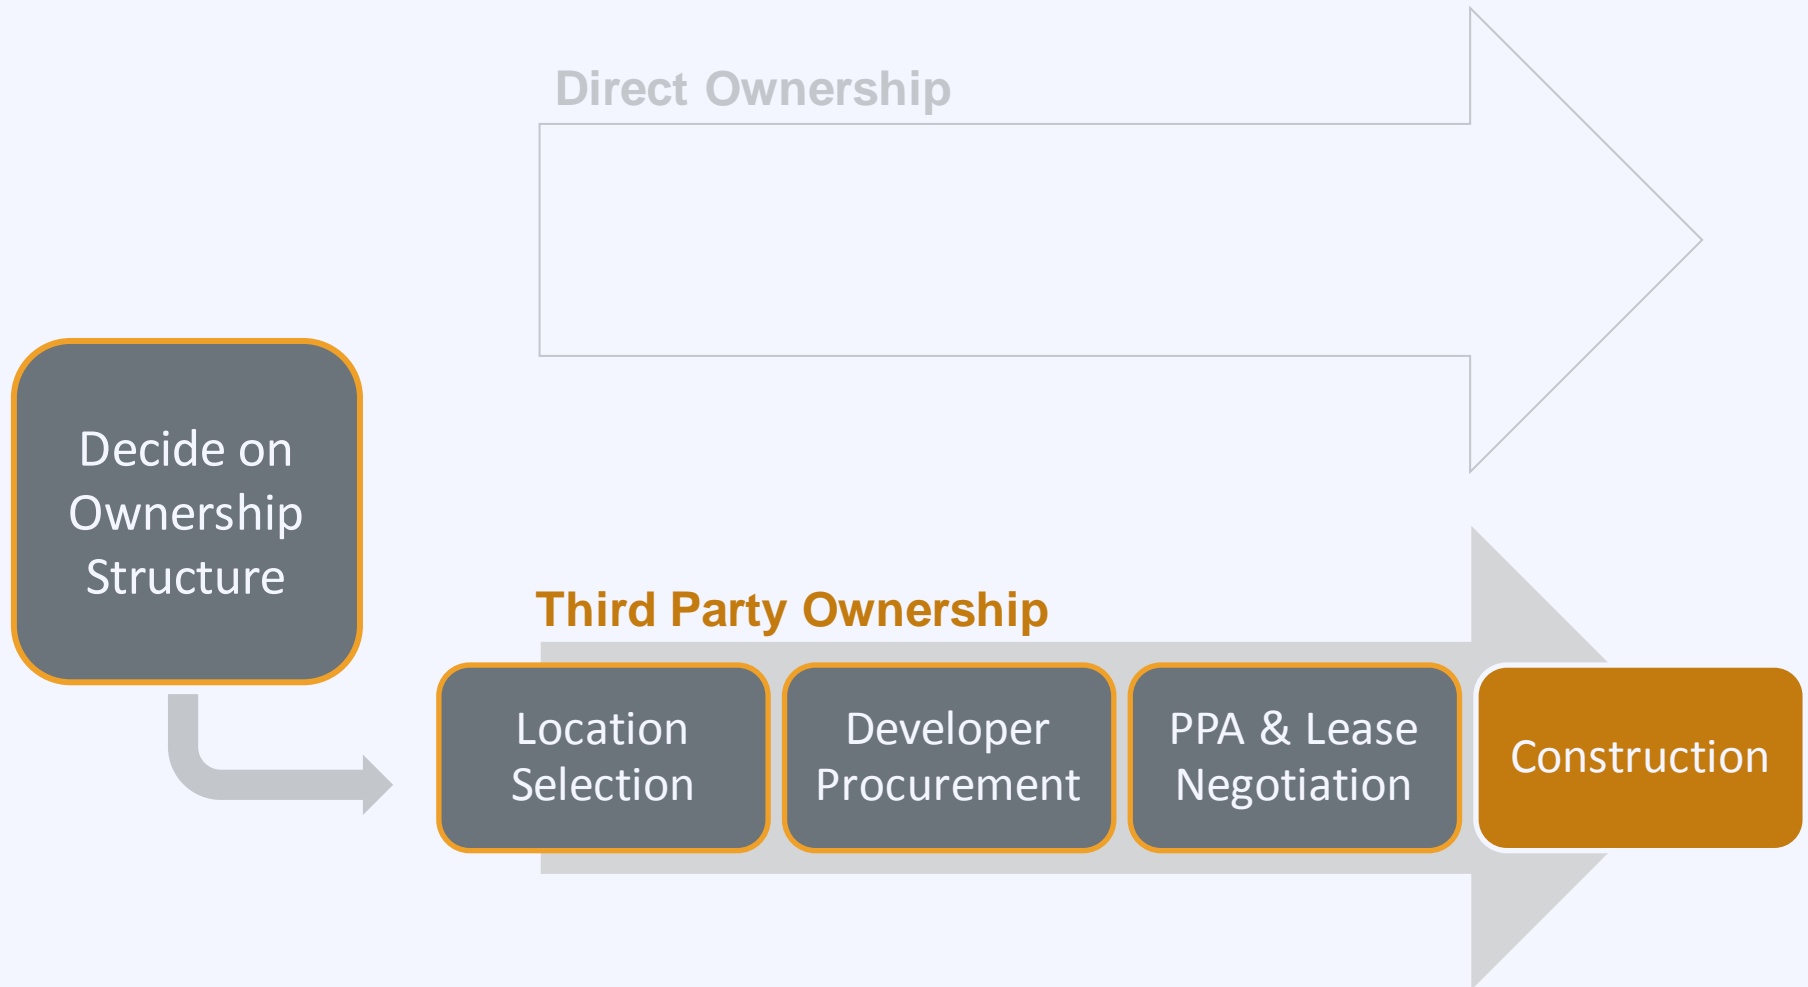 Direct Ownership
Decide on
Ownership
Structure
Third Party Ownership
Location
Selection
Developer
Procurement
PPA & Lease
Negotiation
Construction